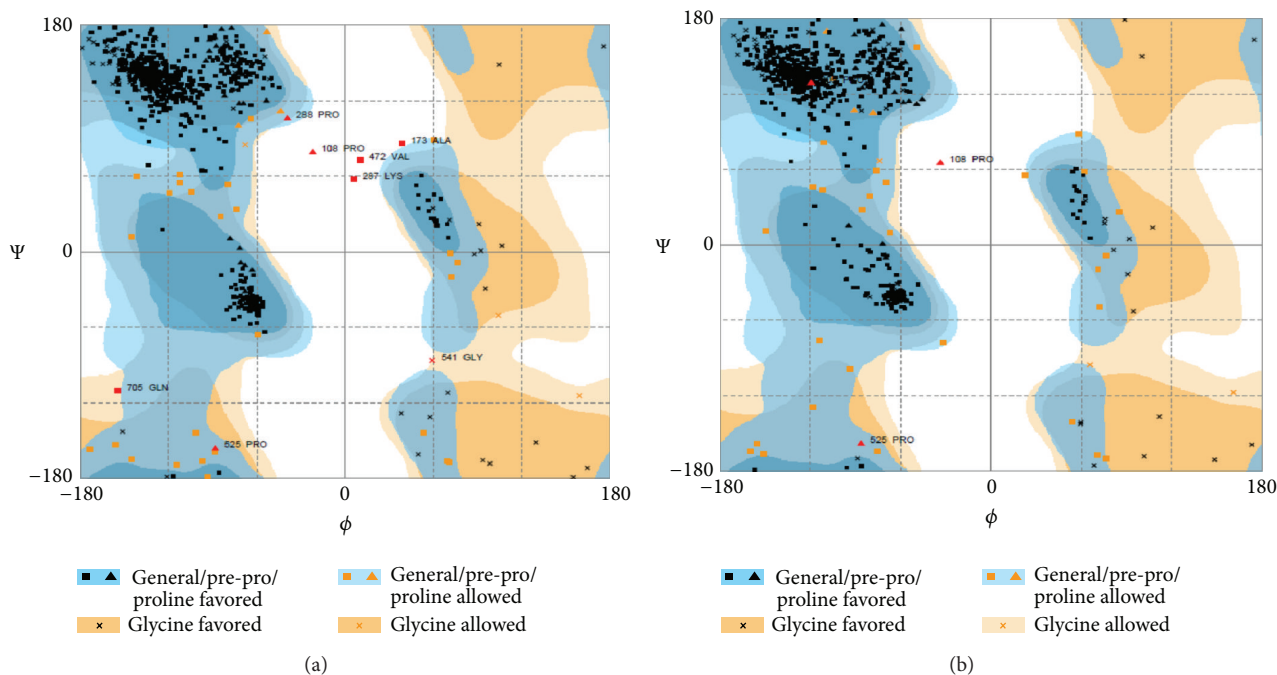 180
Ψ
0
−180
−180
0
180
ϕ
288 PRO
108 PRO
173 ALA
472 VAL
287 LYS
541 GLY
705 GLN
525 PRO
General/pre-pro/
proline favored
General/pre-pro/
proline allowed
Glycine favored
Glycine allowed
(a)
180
Ψ
0
−180
−180
0
180
ϕ
108 PRO
525 PRO
General/pre-pro/
proline favored
General/pre-pro/
proline allowed
Glycine favored
Glycine allowed
(b)